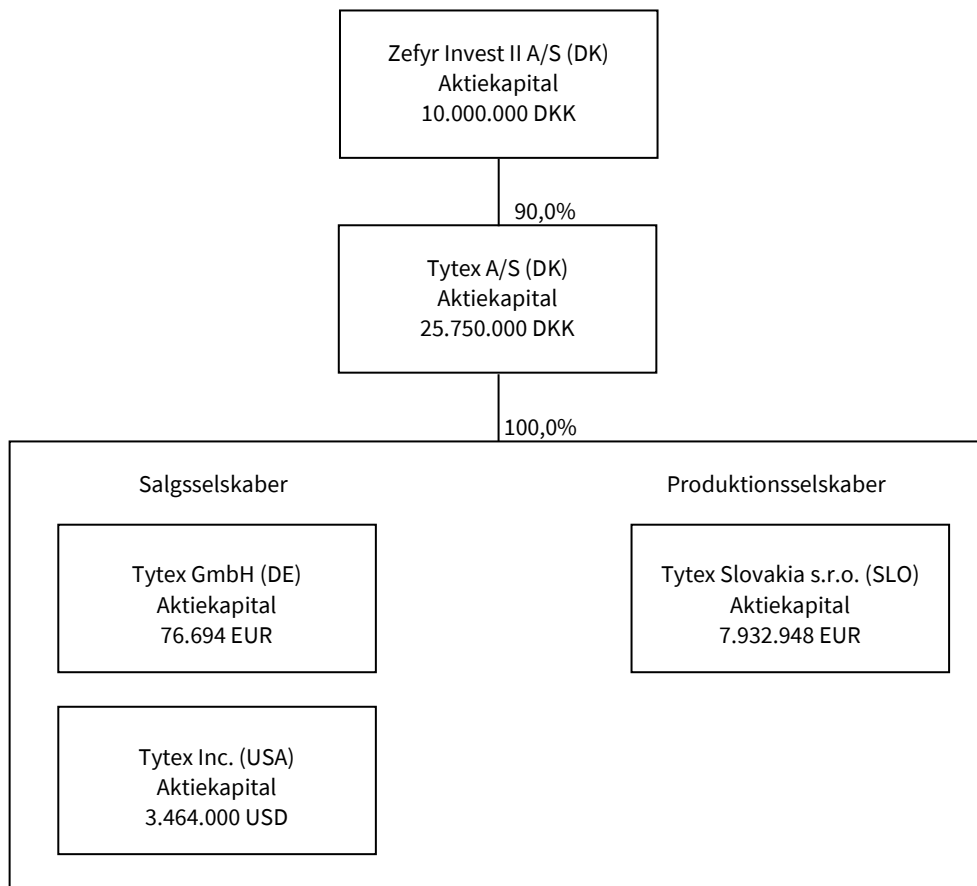 Zefyr Invest II A/S (DK)
Aktiekapital
10.000.000 DKK
90,0%
Tytex A/S (DK)
Aktiekapital
25.750.000 DKK
100,0%
Salgsselskaber
Tytex GmbH (DE)
Aktiekapital
76.694 EUR
Tytex Inc. (USA)
Aktiekapital
3.464.000 USD
Produktionsselskaber
Tytex Slovakia s.r.o. (SLO)
Aktiekapital
7.932.948 EUR